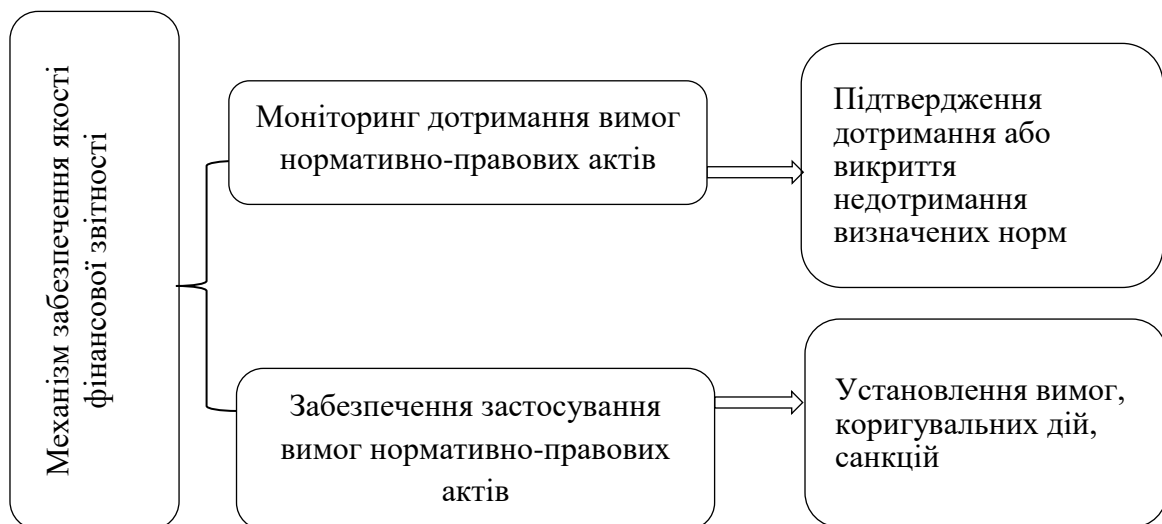 Механізм забезпечення якості
фінансової звітності
Моніторинг дотримання вимог
нормативно-правових актів
Підтвердження
дотримання або
викриття
недотримання
визначених норм
Забезпечення застосування
вимог нормативно-правових
актів
Установлення вимог,
коригувальних дій,
санкцій